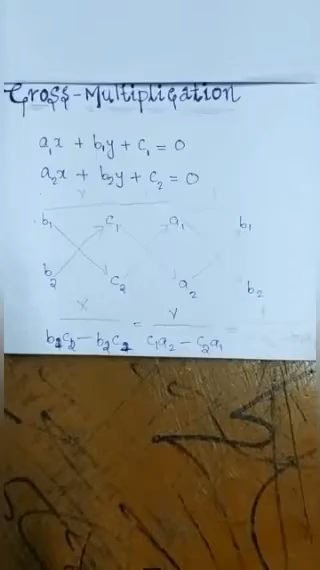 Cross-Multiplication
a₁x + b₁y + c₁ = 0
a₂x + b₂y + c₂ = 0
b₁ c₁ a₁ b₁
b₂ c₂ a₂ b₂
x / (b₁c₂ - b₂c₁) = y / (c₁a₂ - c₂a₁) =